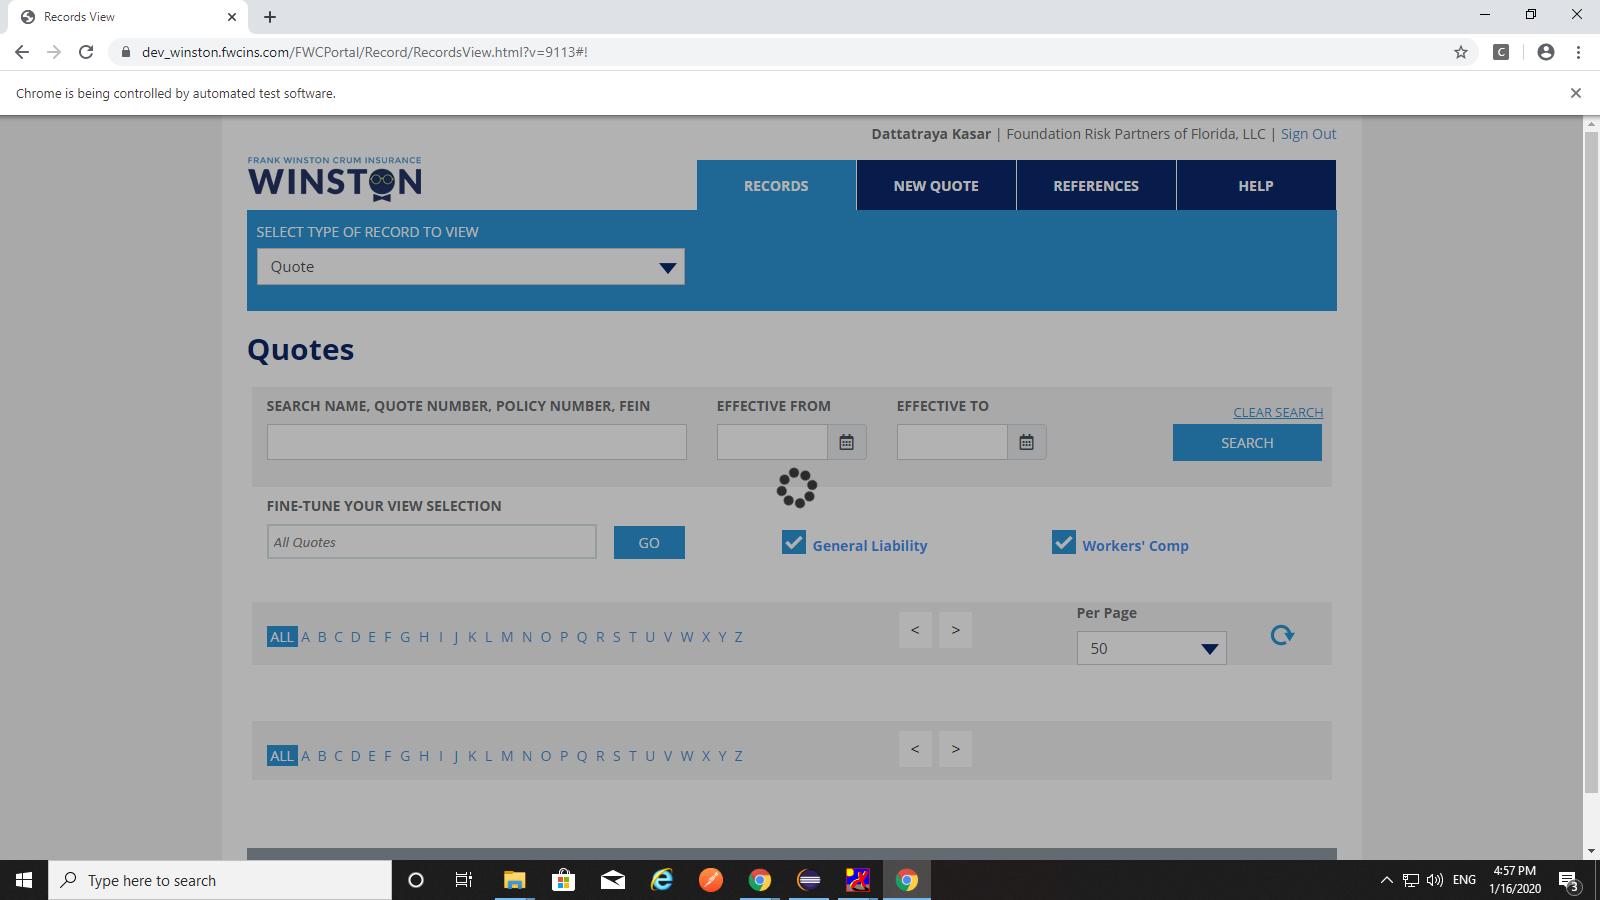 Records View
dev_winston.fwcins.com/FWCPortal/Record/RecordsView.html?v=9113#!
C
Chrome is being controlled by automated test software.
Dattatraya Kasar | Foundation Risk Partners of Florida, LLC | Sign Out
FRANK WINSTON CRUM INSURANCE
WINSTON
RECORDS NEW QUOTE REFERENCES HELP
SELECT TYPE OF RECORD TO VIEW
Quote
Quotes
SEARCH NAME, QUOTE NUMBER, POLICY NUMBER, FEIN EFFECTIVE FROM EFFECTIVE TO CLEAR SEARCH
SEARCH
FINE-TUNE YOUR VIEW SELECTION
All Quotes GO General Liability Workers' Comp
Per Page
ALL A B C D E F G H I J K L M N O P Q R S T U V W X Y Z < >
50
ALL A B C D E F G H I J K L M N O P Q R S T U V W X Y Z < >
Type here to search
ENG
4:57 PM
1/16/2020
3